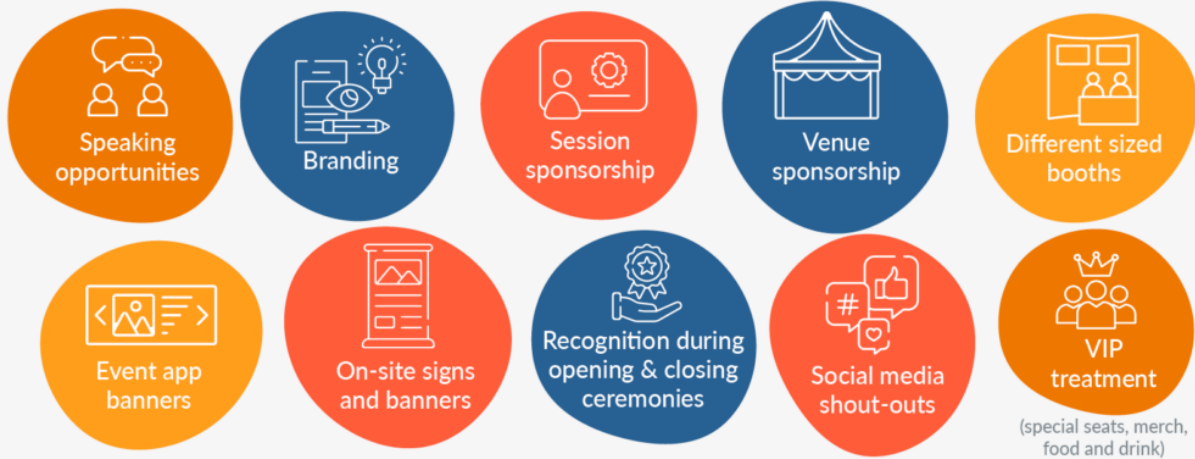 Speaking
opportunities
Branding
Session
sponsorship
Venue
sponsorship
Different sized
booths
Event app
banners
On-site signs
and banners
Recognition during
opening & closing
ceremonies
#
Social media
shout-outs
VIP
treatment
(special seats, merch,
food and drink)